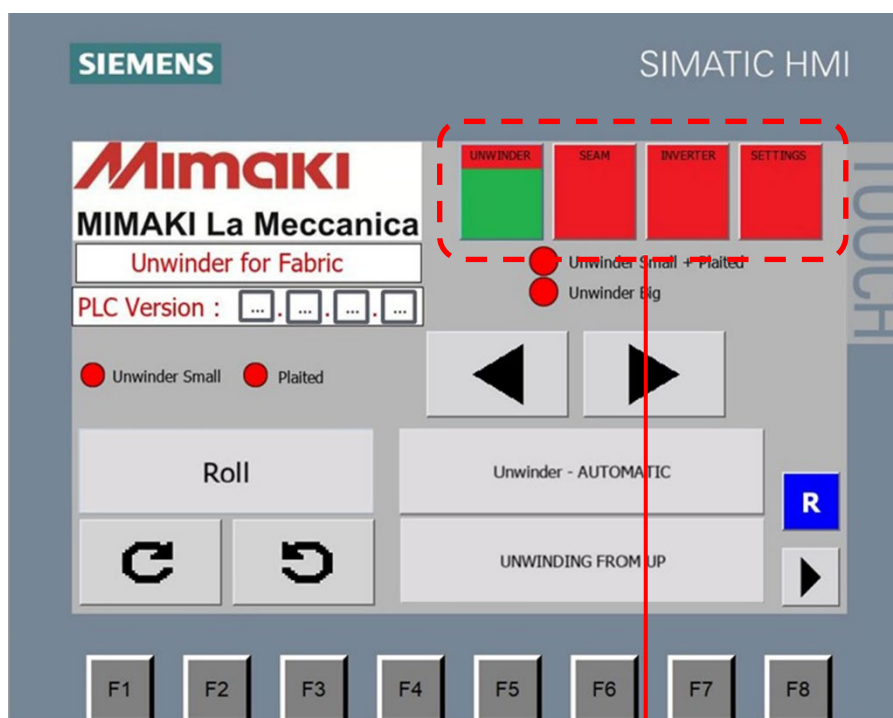 SIEMENS
SIMATIC HMI
TOUCH
Mimaki
MIMAKI La Meccanica
Unwinder for Fabric
PLC Version : ... . ... . ... . ...
UNWINDER
SEAM
INVERTER
SETTINGS
Unwinder Small + Plaited
Unwinder Big
Unwinder Small
Plaited
Roll
Unwinder - AUTOMATIC
UNWINDING FROM UP
R
F1 F2 F3 F4 F5 F6 F7 F8